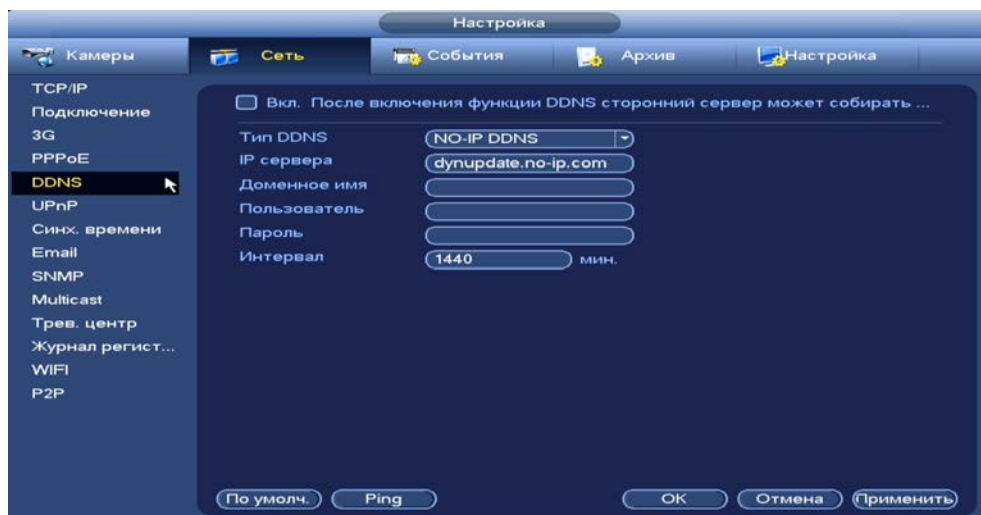 Настройка
Камеры
Сеть
События
Архив
Настройка
TCP/IP
Подключение
3G
PPPoE
DDNS
UPnP
Синх. времени
Email
SNMP
Multicast
Трев. центр
Журнал регист...
WIFI
P2P
Вкл. После включения функции DDNS сторонний сервер может собирать ...
Тип DDNS NO-IP DDNS
IP сервера dynupdate.no-ip.com
Доменное имя
Пользователь
Пароль
Интервал 1440 мин.
По умолч. Ping OK Отмена Применить